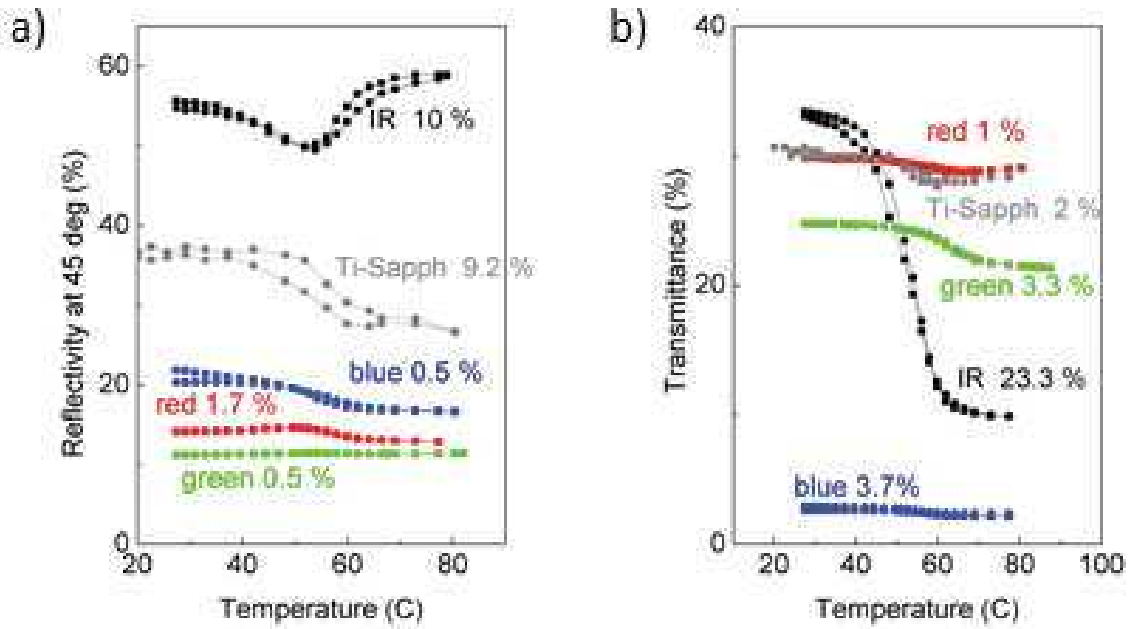 a)
Reflectivity at 45 deg (%)
60
40
20
0
IR 10 %
Ti-Sapph 9.2 %
blue 0.5 %
red 1.7 %
green 0.5 %
20 40 60 80
Temperature (C)
b)
Transmittance (%)
40
20
0
red 1 %
Ti-Sapph 2 %
green 3.3 %
IR 23.3 %
blue 3.7%
20 40 60 80 100
Temperature (C)